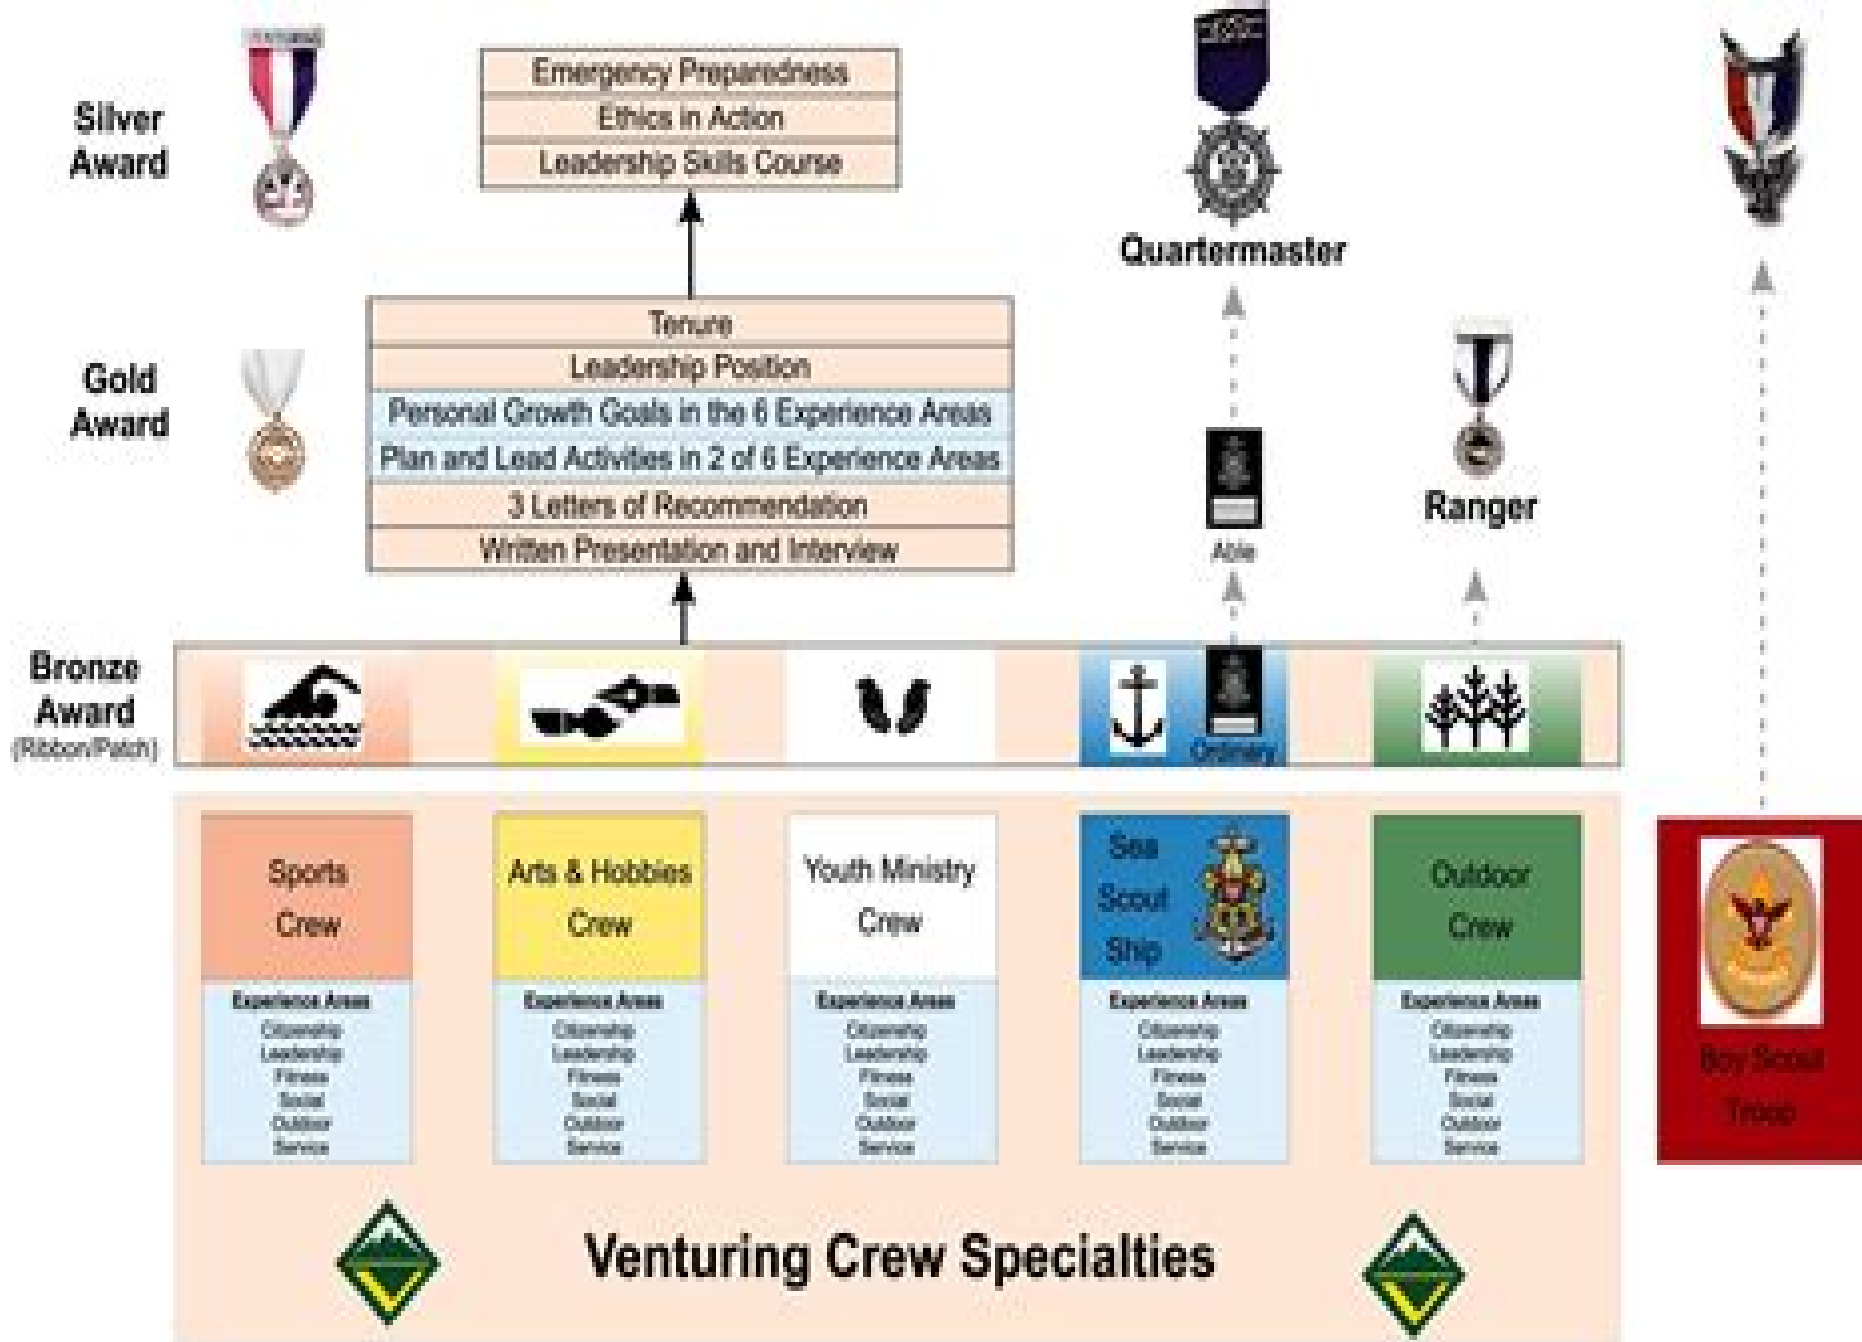 Silver
Award
Emergency Preparedness
Ethics in Action
Leadership Skills Course
Quartermaster
Gold
Award
Tenure
Leadership Position
Personal Growth Goals in the 6 Experience Areas
Plan and Lead Activities in 2 of 6 Experience Areas
3 Letters of Recommendation
Written Presentation and Interview
Able
Ranger
Bronze
Award
(Ribbon/Patch)
Ordinary
Sports
Crew
Experience Areas
Citizenship
Leadership
Fitness
Social
Outdoor
Service
Arts & Hobbies
Crew
Experience Areas
Citizenship
Leadership
Fitness
Social
Outdoor
Service
Youth Ministry
Crew
Experience Areas
Citizenship
Leadership
Fitness
Social
Outdoor
Service
Sea
Scout
Ship
Experience Areas
Citizenship
Leadership
Fitness
Social
Outdoor
Service
Outdoor
Crew
Experience Areas
Citizenship
Leadership
Fitness
Social
Outdoor
Service
Boy Scout
Troop
Venturing Crew Specialties